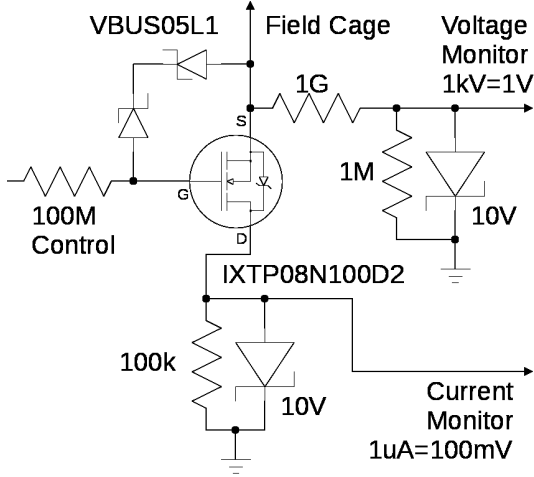 VBUS05L1
Field Cage
Voltage
Monitor
1kV=1V
1G
S
1M
G
100M
Control
10V
D
IXTP08N100D2
100k
10V
Current
Monitor
1uA=100mV